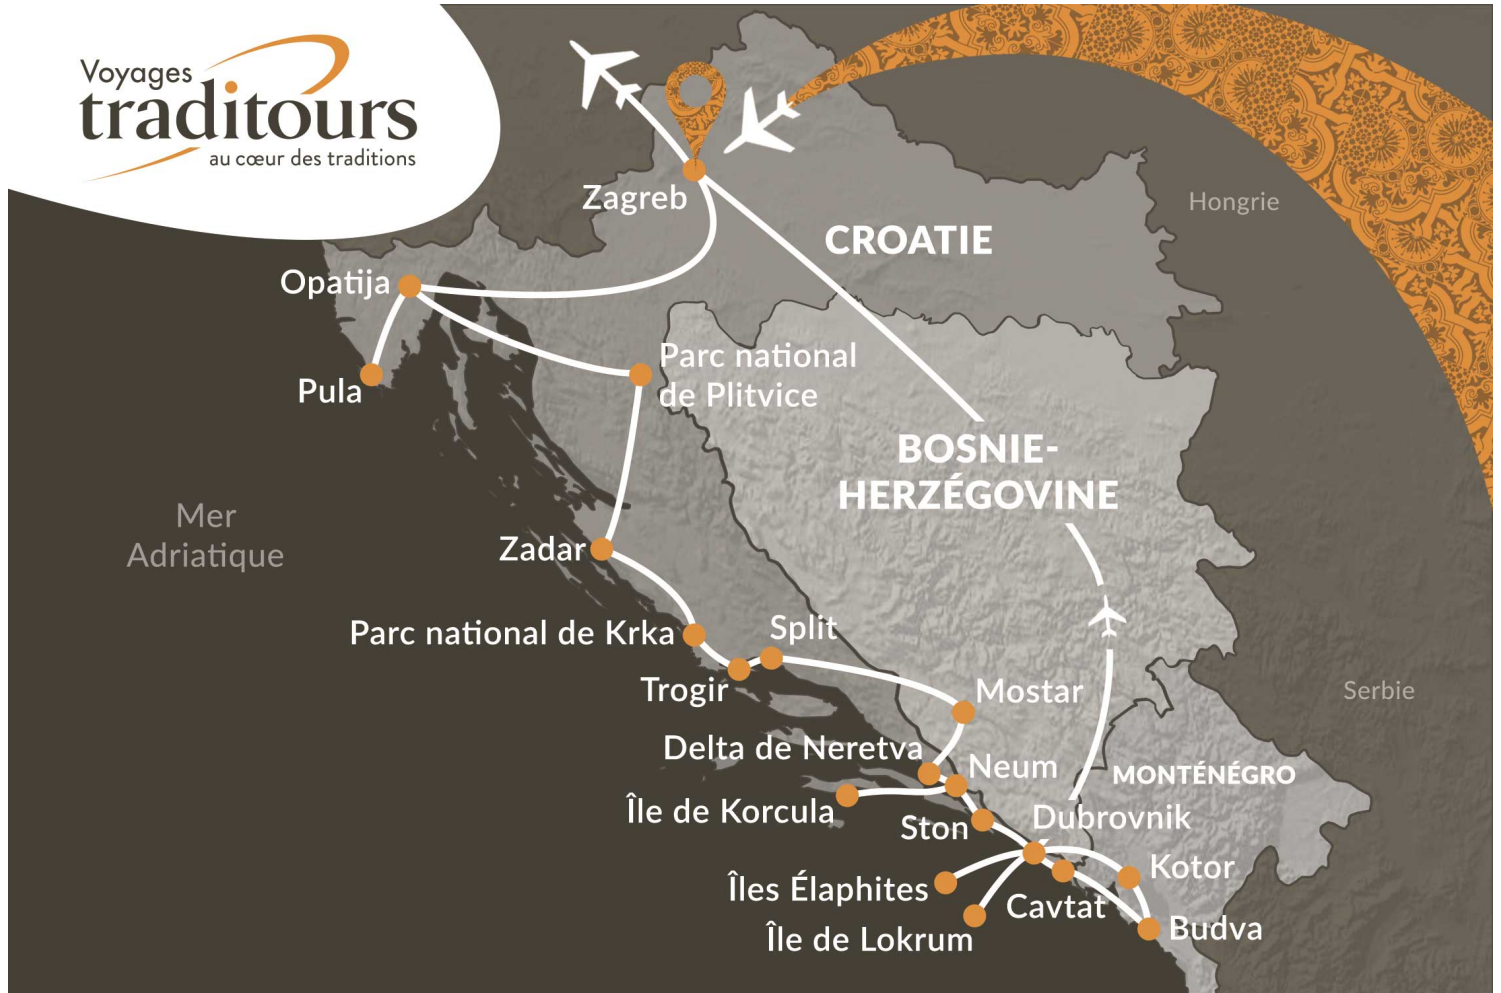 Voyages
traditours
au cœur des traditions
Zagreb
Hongrie
CROATIE
Opatija
Parc national
de Plitvice
Pula
BOSNIE-
HERZÉGOVINE
Mer
Adriatique
Zadar
Parc national de Krka
Split
Trogir
Mostar
Serbie
Delta de Neretva
Neum
MONTÉNÉGRO
Île de Korcula
Ston
Dubrovnik
Kotor
Îles Élaphites
Cavtat
Budva
Île de Lokrum